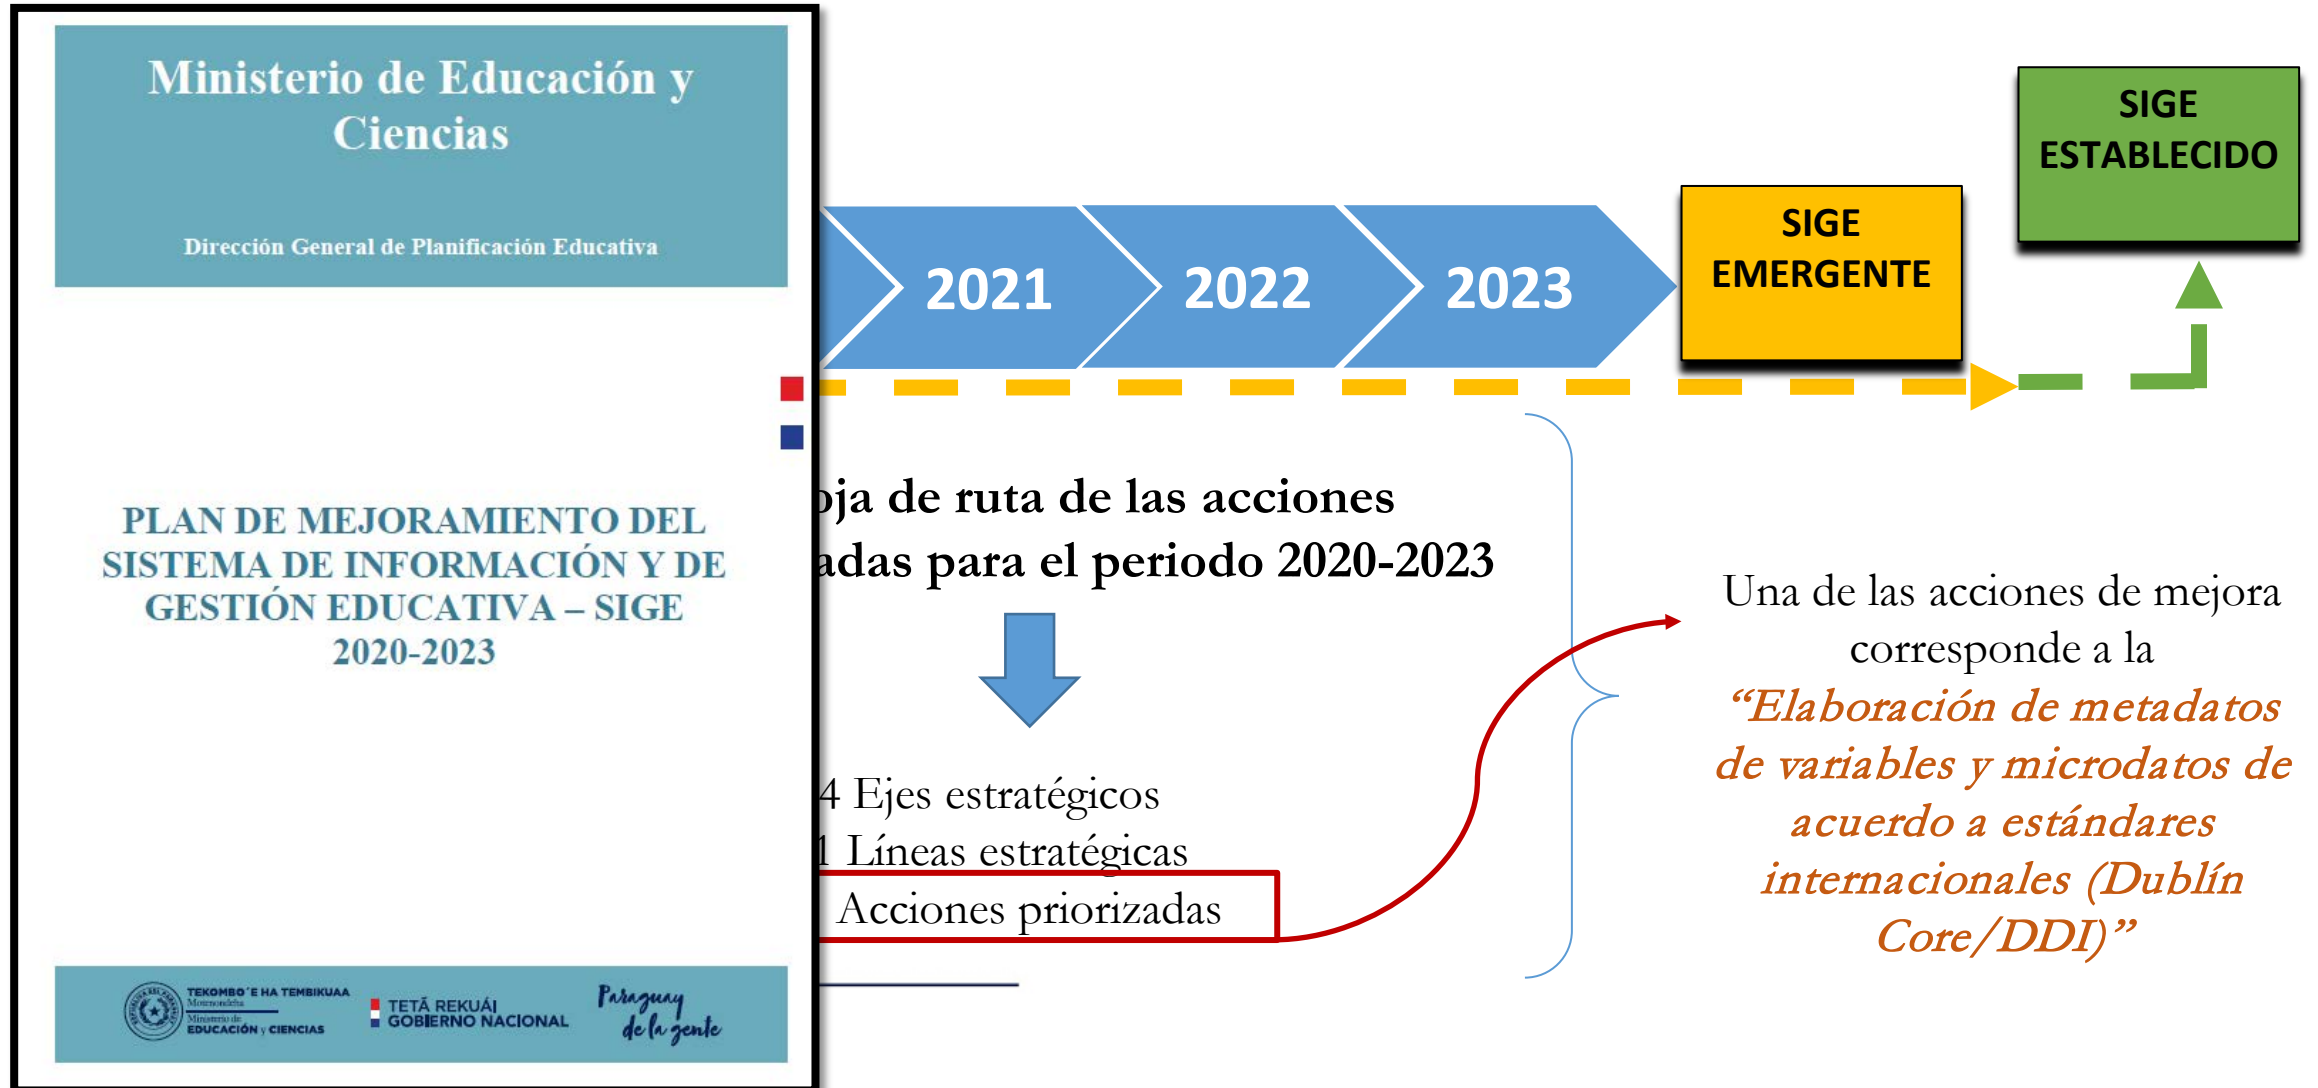 Ministerio de Educación y
Ciencias
Dirección General de Planificación Educativa
PLAN DE MEJORAMIENTO DEL
SISTEMA DE INFORMACIÓN Y DE
GESTIÓN EDUCATIVA – SIGE
2020-2023
TEKOMBO´E HA TEMBIKUAA
Motenondeha
Ministerio de
EDUCACIÓN y CIENCIAS
TETÃ REKUÁI
GOBIERNO NACIONAL
Paraguay
de la gente
2021
2022
2023
SIGE
EMERGENTE
SIGE
ESTABLECIDO
oja de ruta de las acciones
adas para el periodo 2020-2023
4 Ejes estratégicos
1 Líneas estratégicas
Acciones priorizadas
Una de las acciones de mejora
corresponde a la
“Elaboración de metadatos
de variables y microdatos de
acuerdo a estándares
internacionales (Dublín
Core/DDI)”